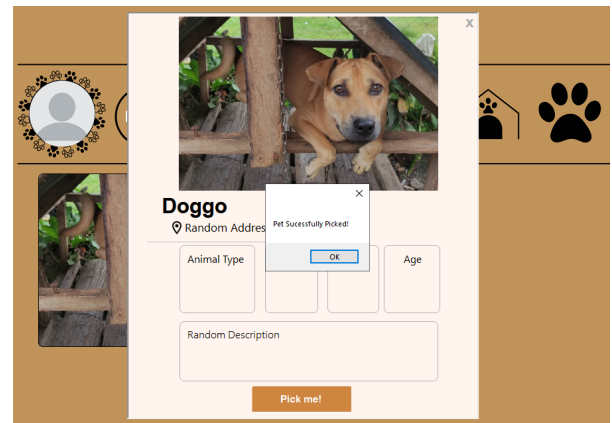 x
Doggo
Random Addres
Pet Sucessfully Picked!
OK
Animal Type
Age
Random Description
Pick me!